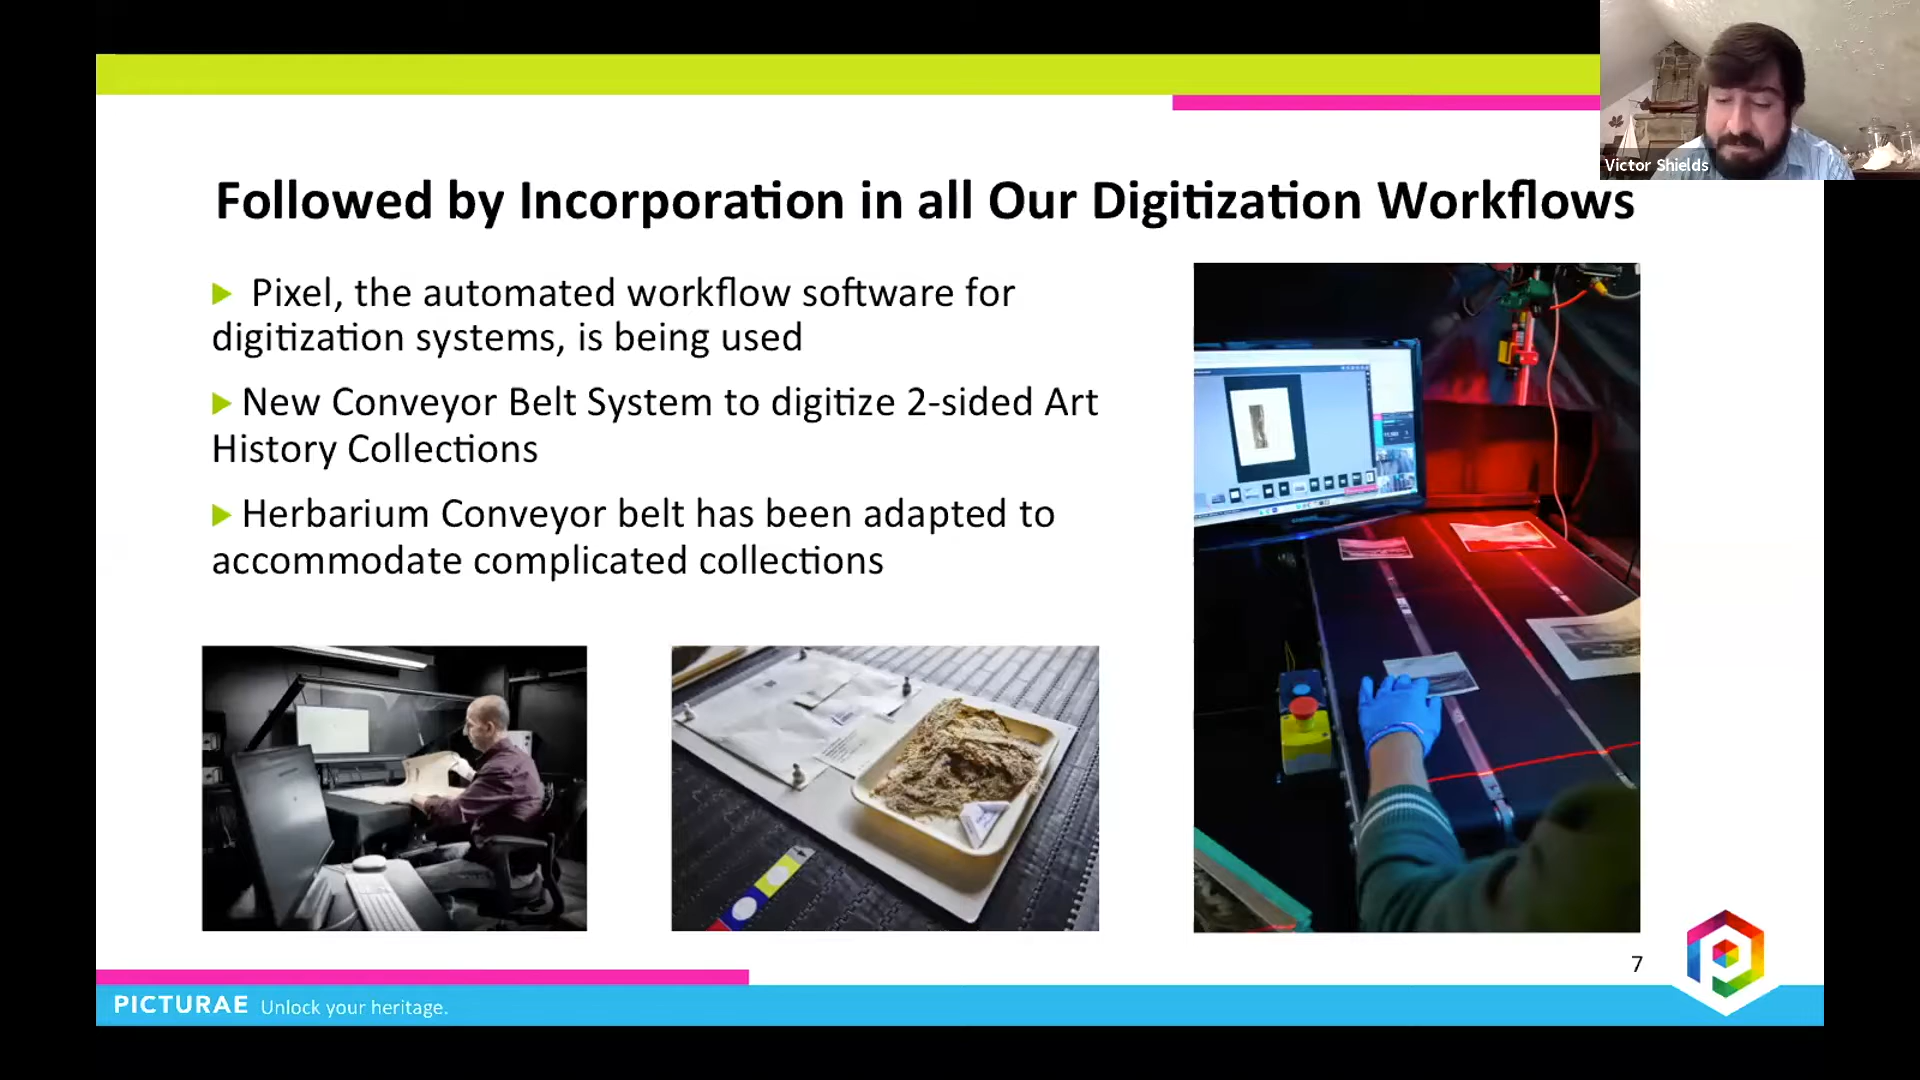 Victor Shields
Followed by Incorporation in all Our Digitization Workflows
Pixel, the automated workflow software for
digitization systems, is being used
New Conveyor Belt System to digitize 2-sided Art
History Collections
Herbarium Conveyor belt has been adapted to
accommodate complicated collections
7
PICTURAE Unlock your heritage.